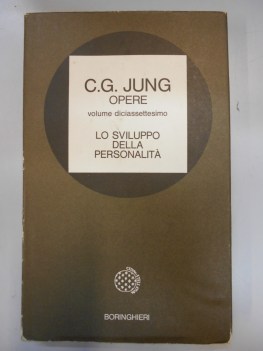 C.G. JUNG
OPERE
volume diciassettesimo
LO SVILUPPO
DELLA
PERSONALITÀ
BORINGHIERI